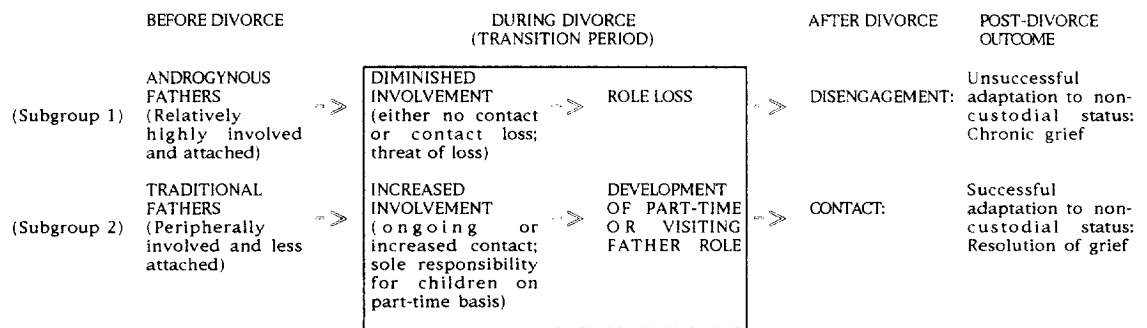 BEFORE DIVORCE
DURING DIVORCE
(TRANSITION PERIOD)
AFTER DIVORCE
POST-DIVORCE
OUTCOME
(Subgroup 1)
ANDROGYNOUS
FATHERS
(Relatively
highly involved
and attached)
DIMINISHED
INVOLVEMENT
(either no contact
or contact loss;
threat of loss)
ROLE LOSS
DISENGAGEMENT:
Unsuccessful
adaptation to non-
custodial status:
Chronic grief
(Subgroup 2)
TRADITIONAL
FATHERS
(Peripherally
involved and less
attached)
INCREASED
INVOLVEMENT
(ongoing or
increased contact;
sole responsibility
for children on
part-time basis)
DEVELOPMENT
OF PART-TIME
OR VISITING
FATHER ROLE
CONTACT:
Successful
adaptation to non-
custodial status:
Resolution of grief